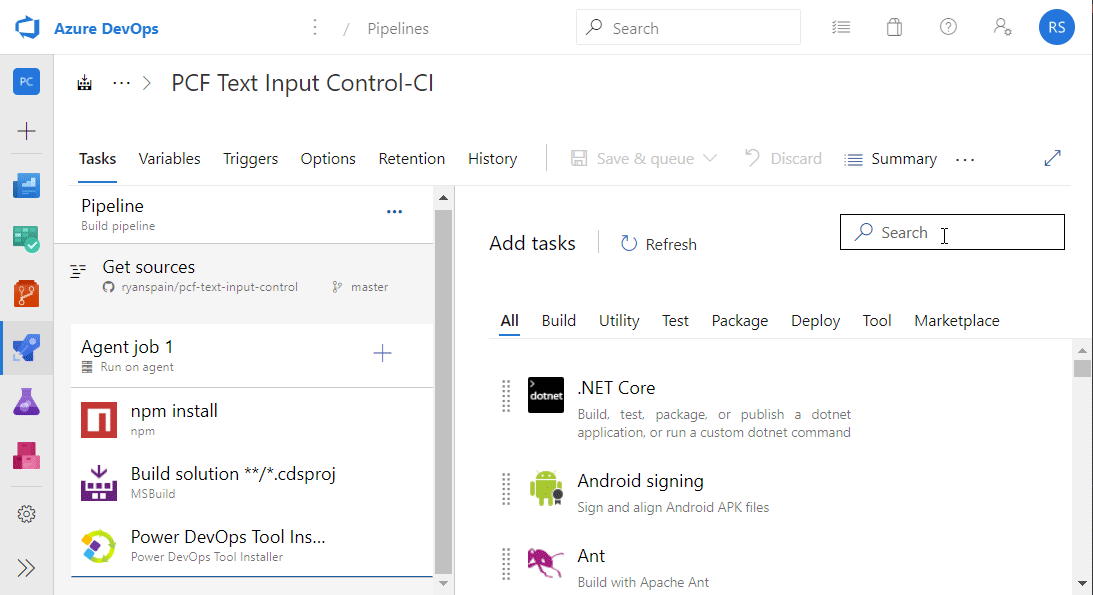 Azure DevOps
/ Pipelines
Search
RS
PC
PCF Text Input Control-CI
Tasks Variables Triggers Options Retention History
Save & queue Discard Summary
Pipeline
Build pipeline
Get sources
ryanspain/pcf-text-input-control master
Agent job 1
Run on agent
npm install
npm
Build solution **/*.cdsproj
MSBuild
Power DevOps Tool Ins...
Power DevOps Tool Installer
Add tasks
Refresh
Search
All Build Utility Test Package Deploy Tool Marketplace
dotnet
.NET Core
Build, test, package, or publish a dotnet
application, or run a custom dotnet command
Android signing
Sign and align Android APK files
Ant
Build with Apache Ant